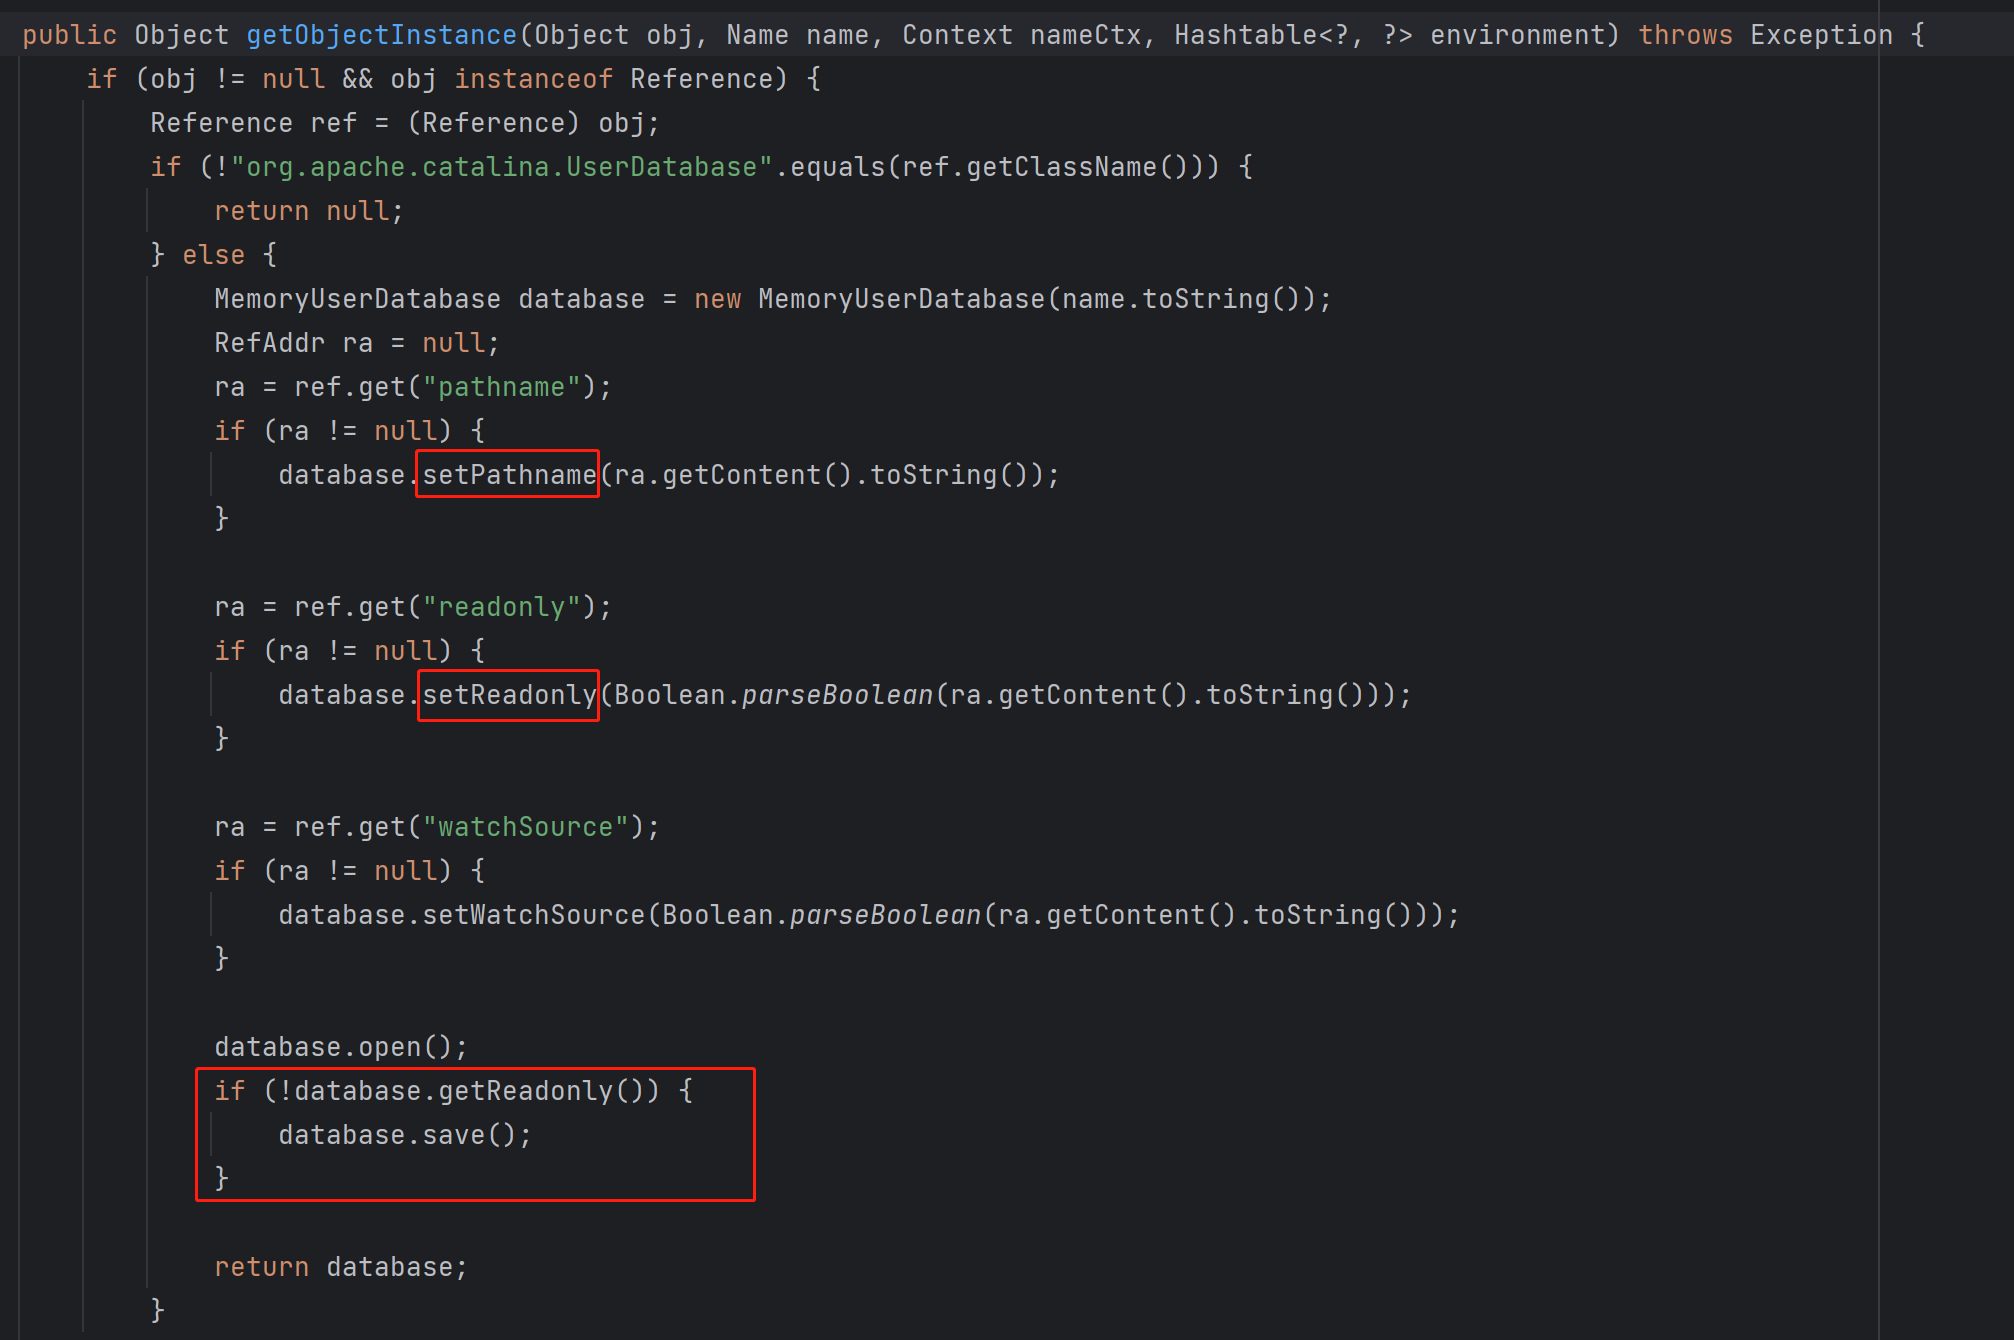 public Object getObjectInstance(Object obj, Name name, Context nameCtx, Hashtable<?, ?> environment) throws Exception {
    if (obj != null && obj instanceof Reference) {
        Reference ref = (Reference) obj;
        if (!"org.apache.catalina.UserDatabase".equals(ref.getClassName())) {
            return null;
        } else {
            MemoryUserDatabase database = new MemoryUserDatabase(name.toString());
            RefAddr ra = null;
            ra = ref.get("pathname");
            if (ra != null) {
                database.setPathname(ra.getContent().toString());
            }
            ra = ref.get("readonly");
            if (ra != null) {
                database.setReadonly(Boolean.parseBoolean(ra.getContent().toString()));
            }
            ra = ref.get("watchSource");
            if (ra != null) {
                database.setWatchSource(Boolean.parseBoolean(ra.getContent().toString()));
            }
            database.open();
            if (!database.getReadonly()) {
                database.save();
            }
            return database;
        }